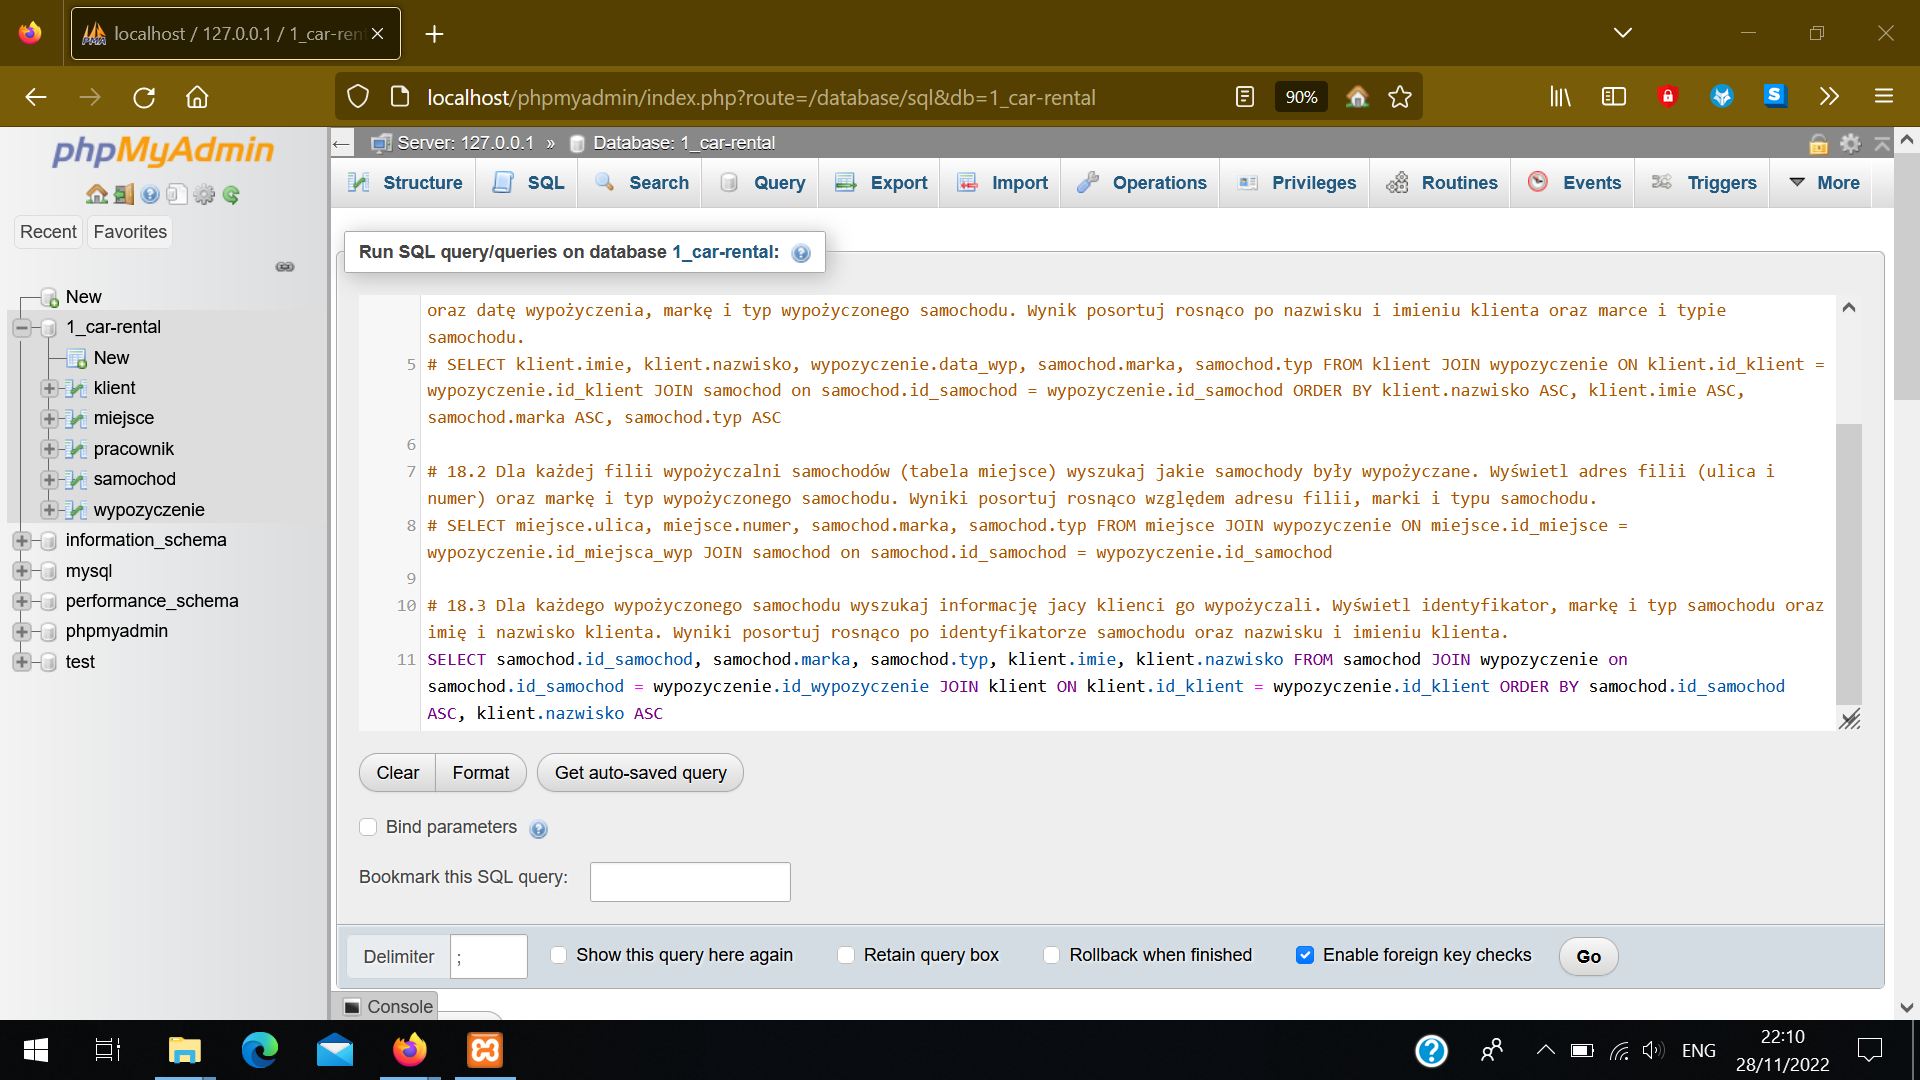 localhost / 127.0.0.1 / 1_car-ren
localhost/phpmyadmin/index.php?route=/database/sql&db=1_car-rental
90%
S
phpMyAdmin
Recent
Favorites
New
1_car-rental
New
klient
miejsce
pracownik
samochod
wypozyczenie
information_schema
mysql
performance_schema
phpmyadmin
test
Server: 127.0.0.1 » Database: 1_car-rental
Structure
SQL
Search
Query
Export
Import
Operations
Privileges
Routines
Events
Triggers
More
Run SQL query/queries on database 1_car-rental:
oraz datę wypożyczenia, markę i typ wypożyczonego samochodu. Wynik posortuj rosnąco po nazwisku i imieniu klienta oraz marce i typie
samochodu.
5 # SELECT klient.imie, klient.nazwisko, wypozyczenie.data_wyp, samochod.marka, samochod.typ FROM klient JOIN wypozyczenie ON klient.id_klient =
wypozyczenie.id_klient JOIN samochod on samochod.id_samochod = wypozyczenie.id_samochod ORDER BY klient.nazwisko ASC, klient.imie ASC,
samochod.marka ASC, samochod.typ ASC
6
7 # 18.2 Dla każdej filii wypożyczalni samochodów (tabela miejsce) wyszukaj jakie samochody były wypożyczane. Wyświetl adres filii (ulica i
numer) oraz markę i typ wypożyczonego samochodu. Wyniki posortuj rosnąco względem adresu filii, marki i typu samochodu.
8 # SELECT miejsce.ulica, miejsce.numer, samochod.marka, samochod.typ FROM miejsce JOIN wypozyczenie ON miejsce.id_miejsce =
wypozyczenie.id_miejsca_wyp JOIN samochod on samochod.id_samochod = wypozyczenie.id_samochod
9
10 # 18.3 Dla każdego wypożyczonego samochodu wyszukaj informację jacy klienci go wypożyczali. Wyświetl identyfikator, markę i typ samochodu oraz
imię i nazwisko klienta. Wyniki posortuj rosnąco po identyfikatorze samochodu oraz nazwisku i imieniu klienta.
11 SELECT samochod.id_samochod, samochod.marka, samochod.typ, klient.imie, klient.nazwisko FROM samochod JOIN wypozyczenie on
samochod.id_samochod = wypozyczenie.id_wypozyczenie JOIN klient ON klient.id_klient = wypozyczenie.id_klient ORDER BY samochod.id_samochod
ASC, klient.nazwisko ASC
Clear
Format
Get auto-saved query
Bind parameters
Bookmark this SQL query:
Delimiter
;
Show this query here again
Retain query box
Rollback when finished
Enable foreign key checks
Go
Console
ENG
22:10
28/11/2022